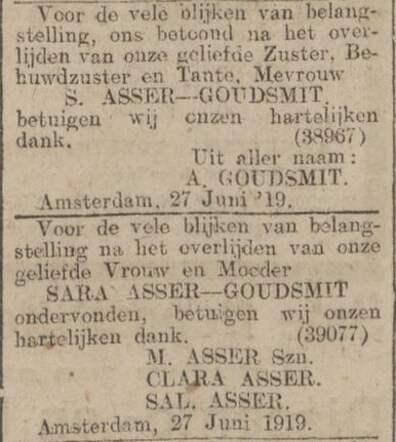 Voor de vele blijken van belang-
stelling, ons betoond na het over-
lijden van onze geliefde Zuster, Be-
huwdzuster en Tante, Mevrouw
S. ASSER—GOUDSMIT,
betuigen wij onzen hartelijken
dank. (38967)
Uit aller naam:
A. GOUDSMIT.
Amsterdam, 27 Juni '19.
Voor de vele blijken van belang-
stelling na het overlijden van onze
geliefde Vrouw en Moeder
SARA ASSER—GOUDSMIT
ondervonden, betuigen wij onzen
hartelijken dank. (39077)
M. ASSER Szn.
CLARA ASSER.
SAL. ASSER.
Amsterdam, 27 Juni 1919.